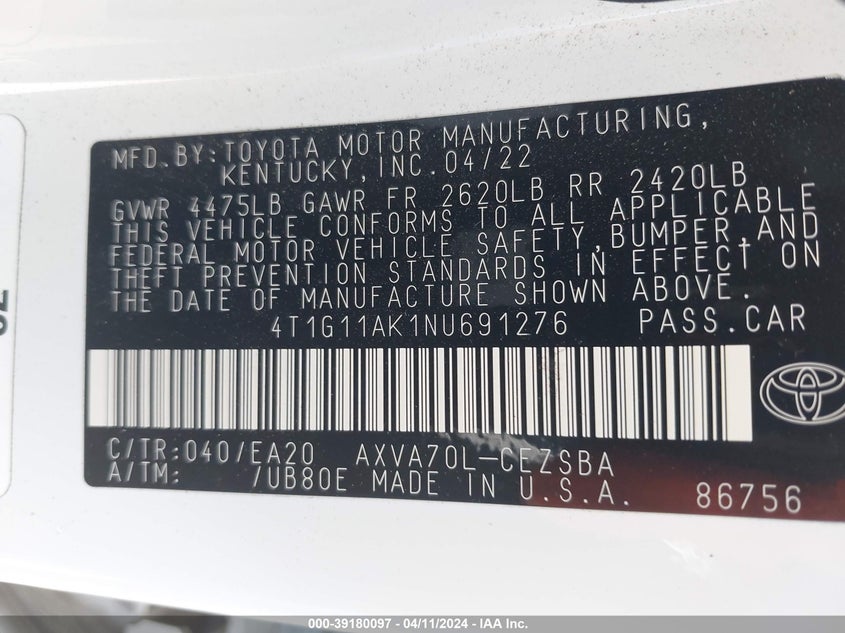 MFD.BY:TOYOTA MOTOR MANUFACTURING,
KENTUCKY,INC.04/22
GVWR 4475LB GAWR FR 2620LB RR 2420LB
THIS VEHICLE CONFORMS TO ALL APPLICABLE
FEDERAL MOTOR VEHICLE SAFETY,BUMPER,AND
THEFT PREVENTION STANDARDS IN EFFECT ON
THE DATE OF MANUFACTURE SHOWN ABOVE.
4T1G11AK1NU691276 PASS.CAR
C/TR:040/EA20 AXVA70L-CEZSBA
A/TM: /UB80E MADE IN U.S.A. 86756
000-39180097 - 04/11/2024 - IAA Inc.